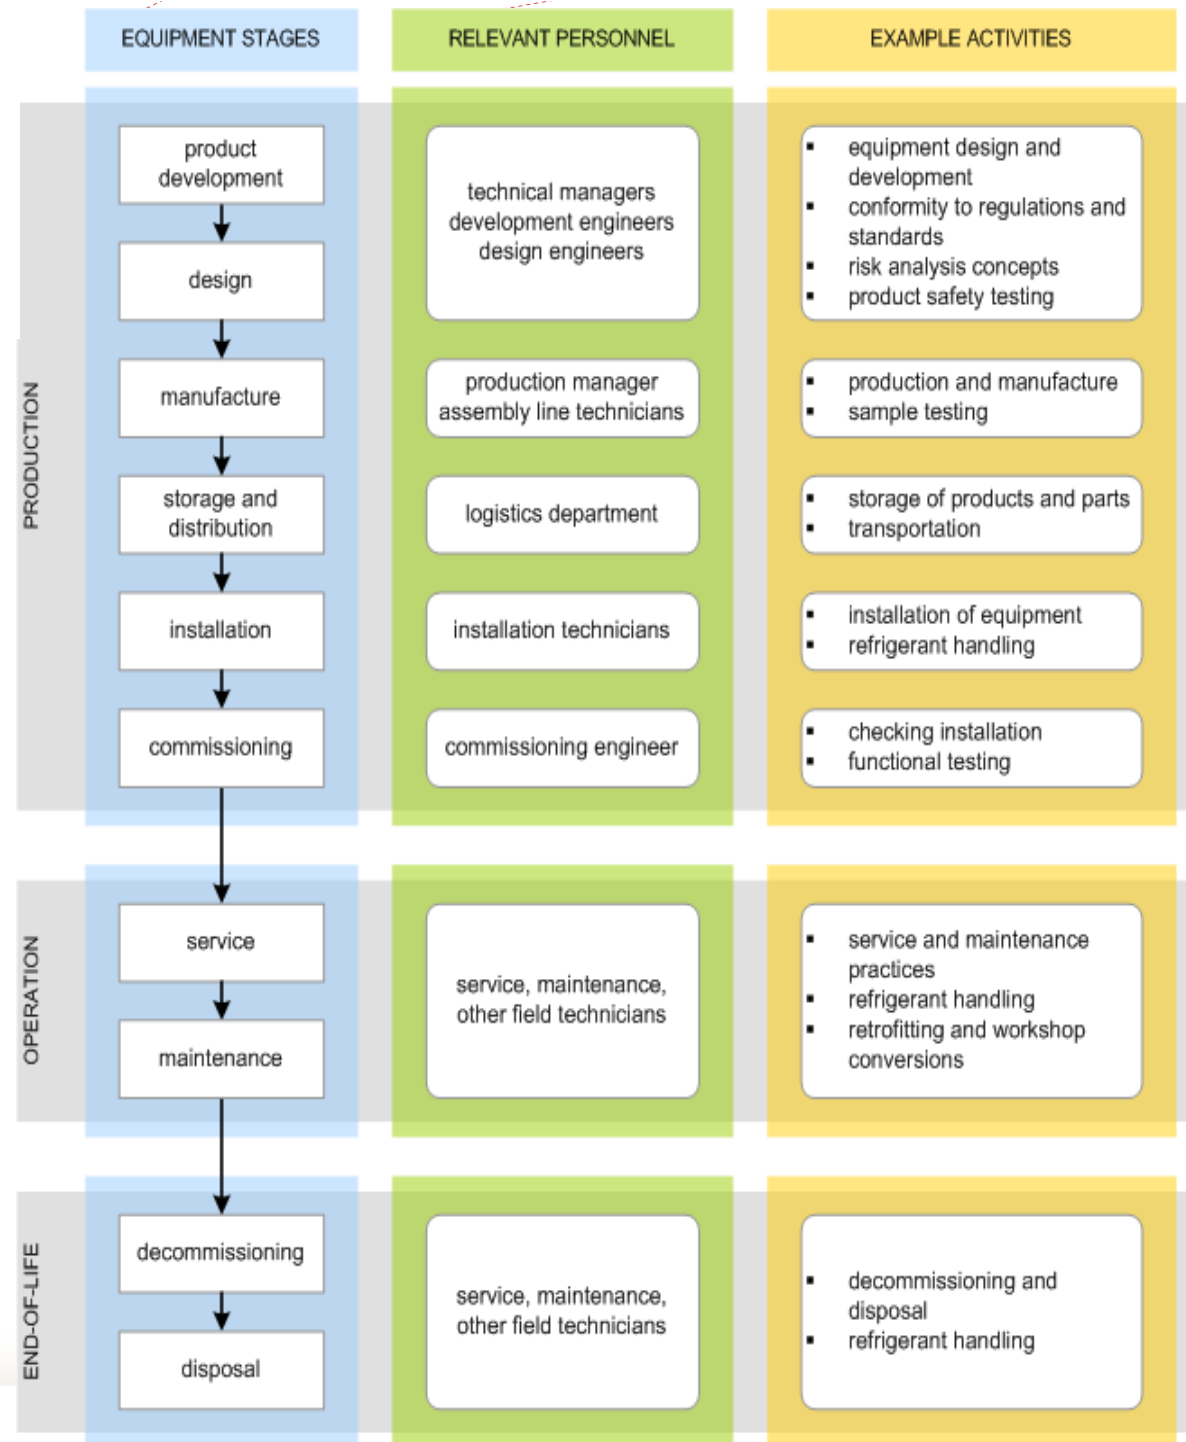 EQUIPMENT STAGES
RELEVANT PERSONNEL
EXAMPLE ACTIVITIES
PRODUCTION
product
development
technical managers
development engineers
design engineers
▪ equipment design and
development
▪ conformity to regulations and
standards
▪ risk analysis concepts
▪ product safety testing
design
manufacture
production manager
assembly line technicians
▪ production and manufacture
▪ sample testing
storage and
distribution
logistics department
▪ storage of products and parts
▪ transportation
installation
installation technicians
▪ installation of equipment
▪ refrigerant handling
commissioning
commissioning engineer
▪ checking installation
▪ functional testing
OPERATION
service
maintenance
service, maintenance,
other field technicians
▪ service and maintenance
practices
▪ refrigerant handling
▪ retrofitting and workshop
conversions
END-OF-LIFE
decommissioning
disposal
service, maintenance,
other field technicians
▪ decommissioning and
disposal
▪ refrigerant handling